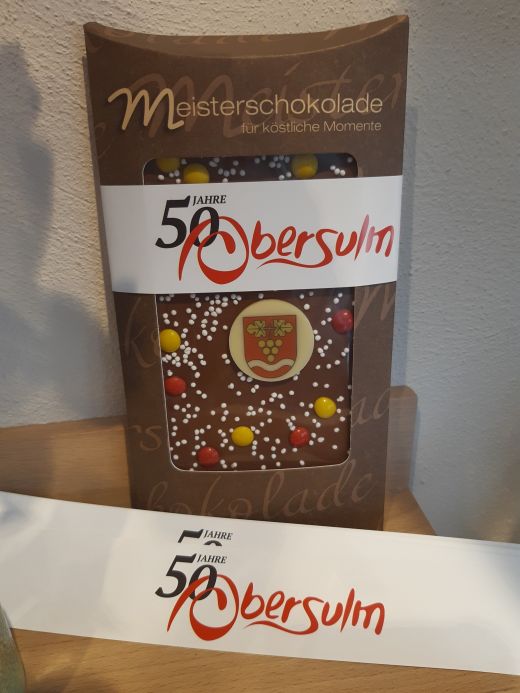 Meisterschokolade
für köstliche Momente
50 JAHRE
Obersulm
JAHRE
50 JAHRE
Obersulm